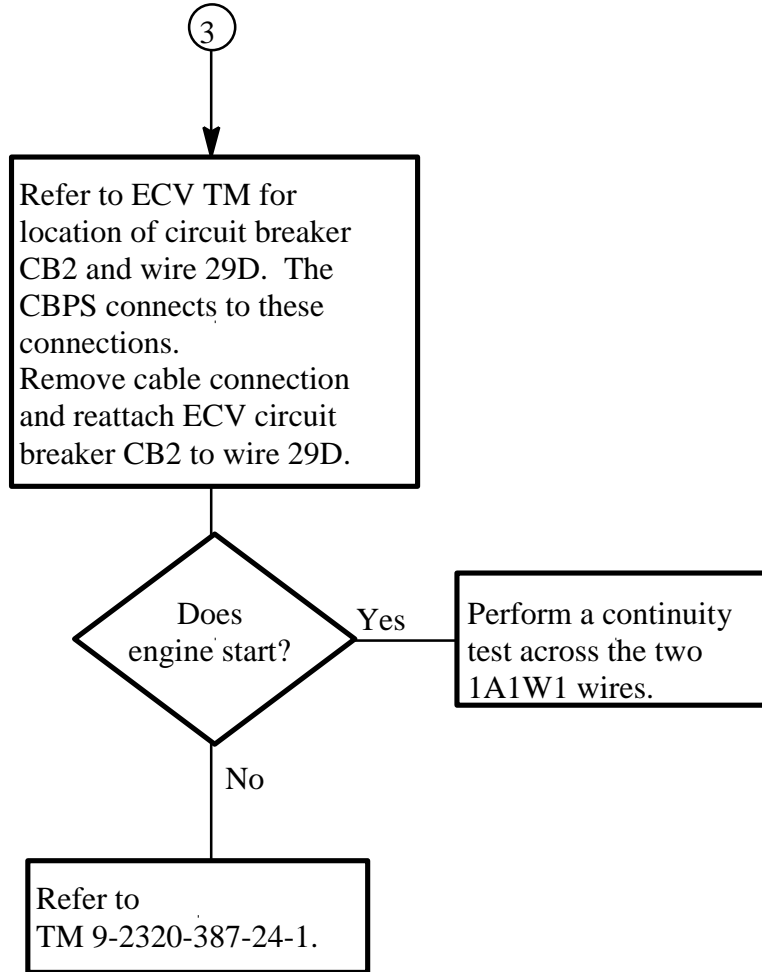 3
Refer to ECV TM for
location of circuit breaker
CB2 and wire 29D. The
CBPS connects to these
connections.
Remove cable connection
and reattach ECV circuit
breaker CB2 to wire 29D.
Does
engine start?
Yes
Perform a continuity
test across the two
1A1W1 wires.
No
Refer to
TM 9-2320-387-24-1.